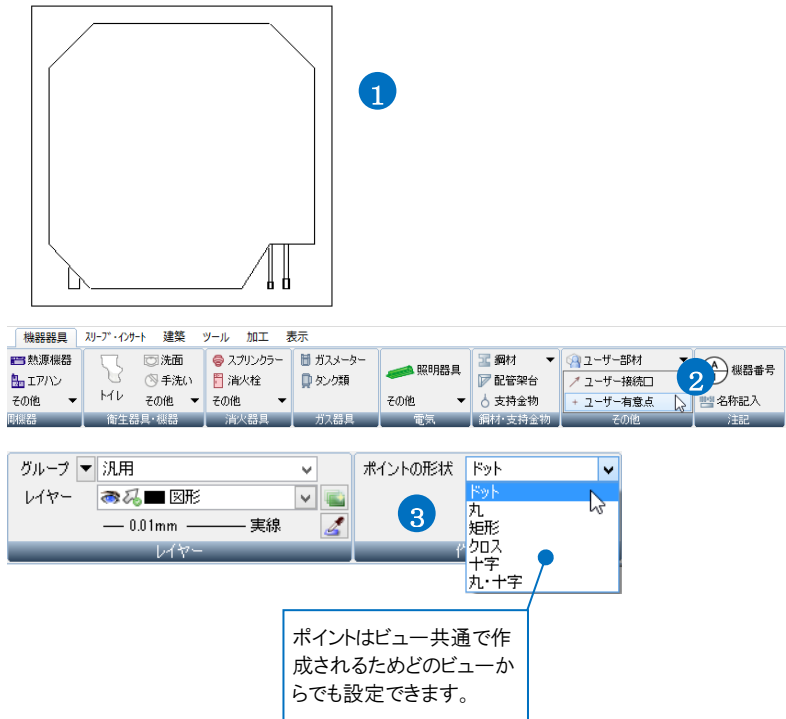 1
機器器具 スリーブ・インサート 建築 ツール 加工 表示
熱源機器 洗面 スプリンクラー ガスメーター 鋼材 ユーザー部材
エアハン 手洗い 消火栓 タンク類 照明器具 配管架台 ユーザー接続口 2 機器番号
その他 トイレ その他 その他 その他 支持金物 ユーザー有意点 名称記入
衛生器具・機器 消火器具 ガス器具 電気 鋼材・支持金物 その他 注記
グループ 汎用 ポイントの形状 ドット
レイヤー 図形 ドット
0.01mm 実線 3 丸
レイヤー 矩形
クロス
十字
丸・十字
ポイントはビュー共通で作
成されるためどのビューか
らでも設定できます。